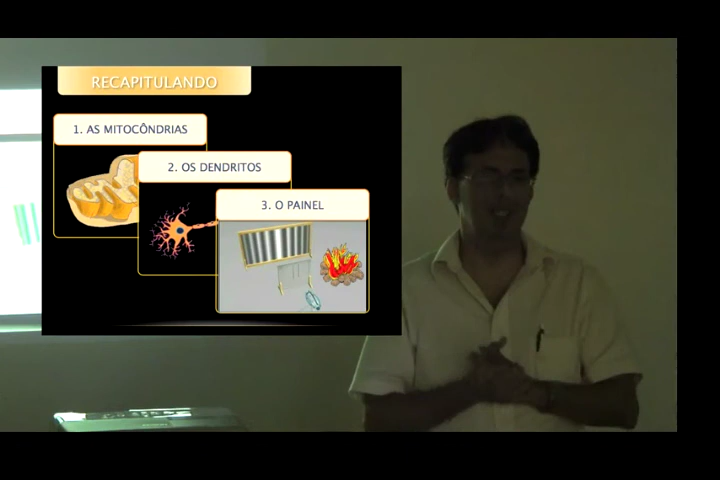 RECAPITULANDO
1. AS MITOCÔNDRIAS
2. OS DENDRITOS
3. O PAINEL